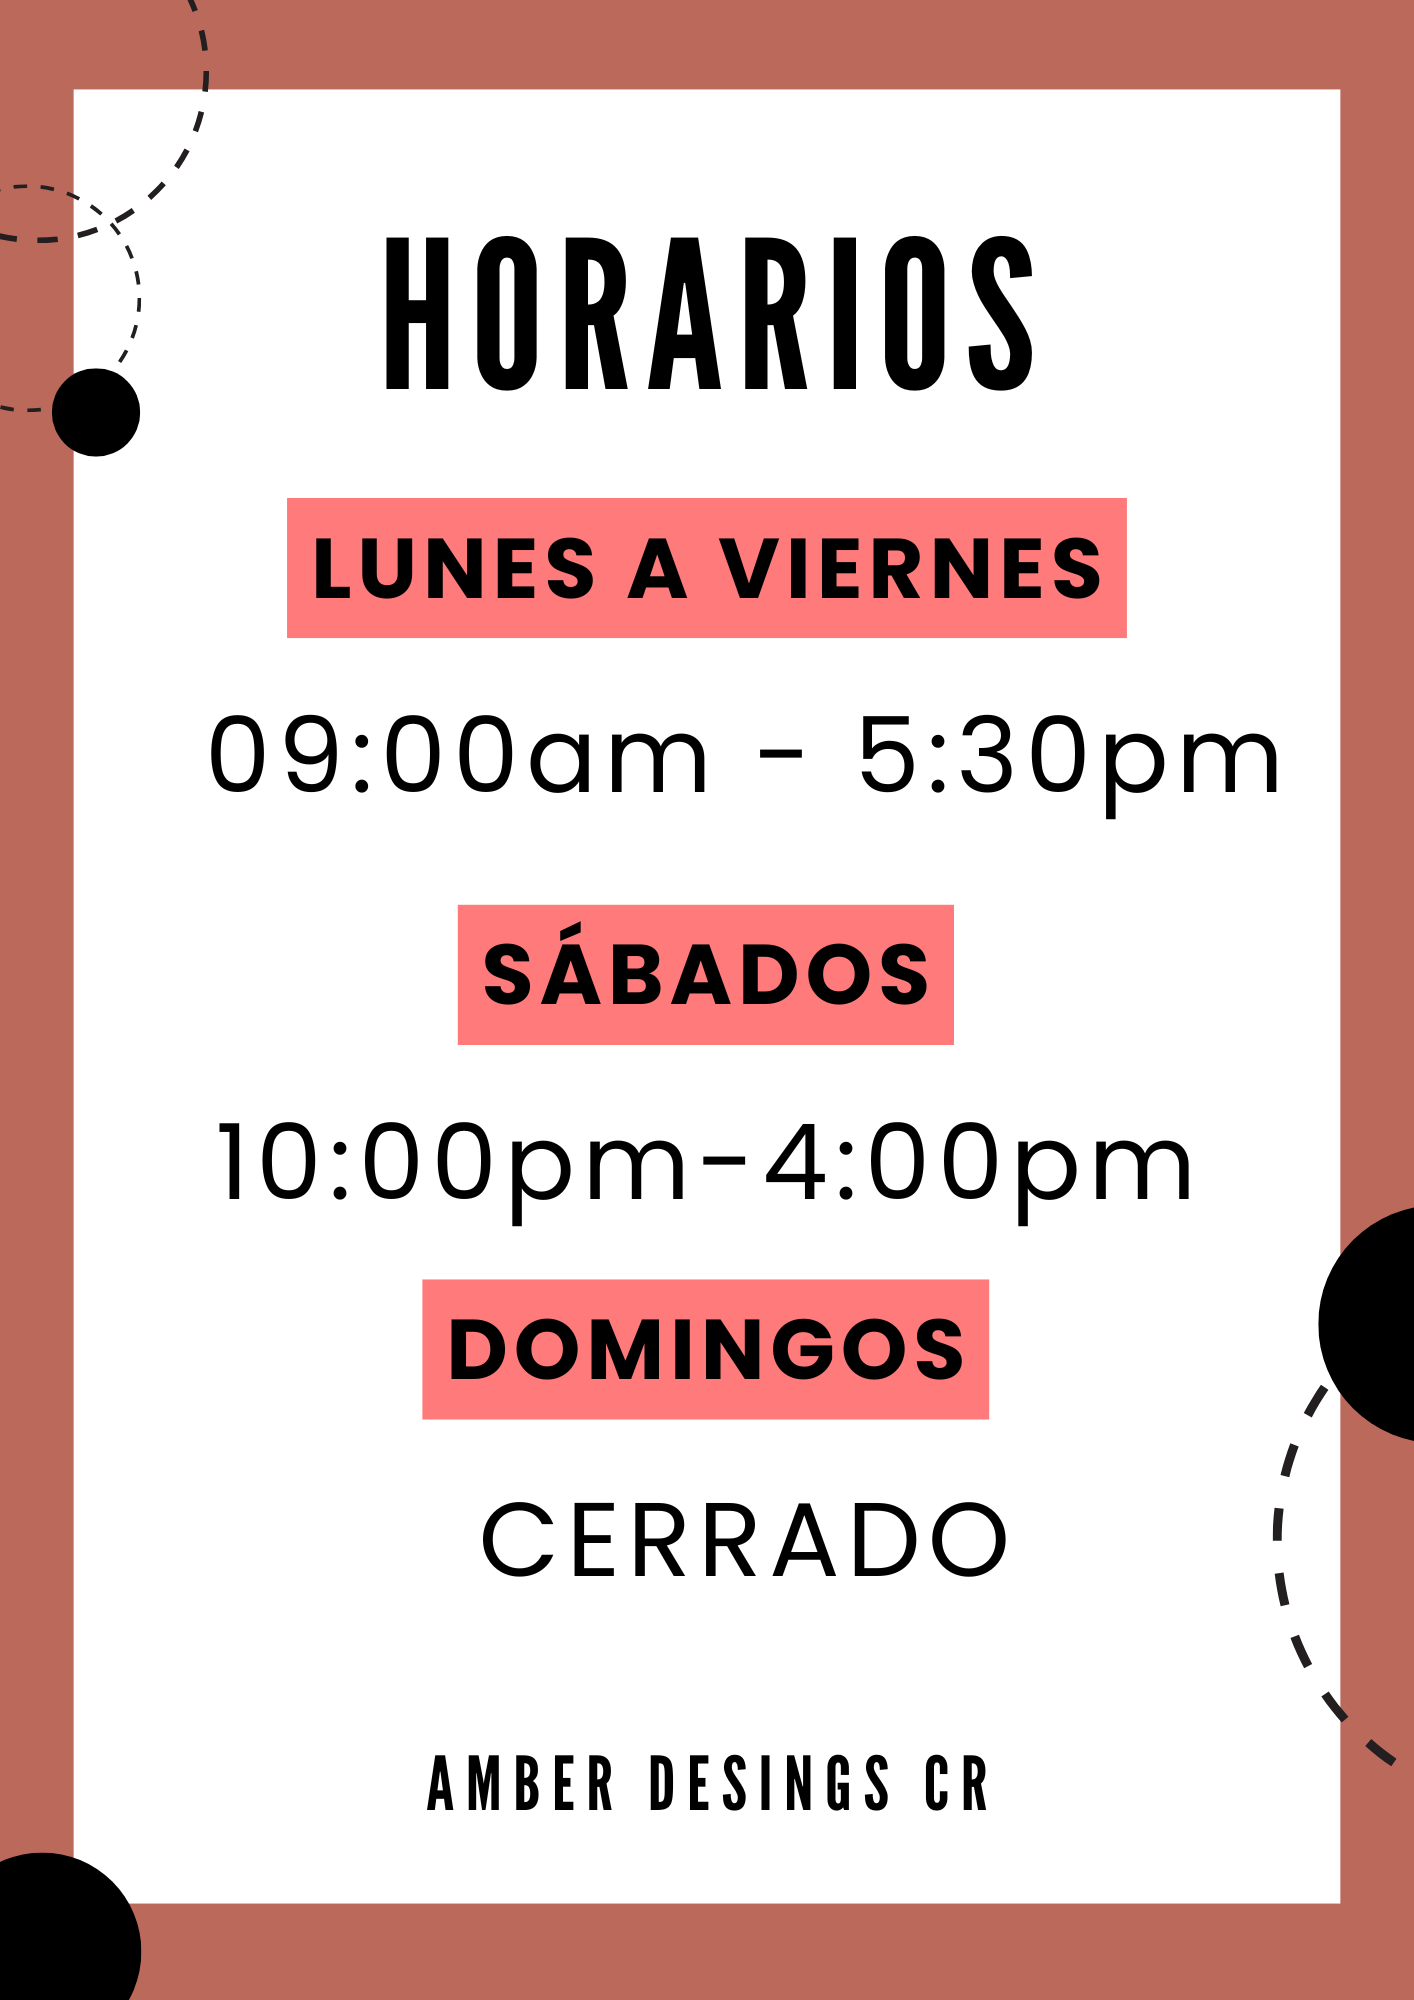 HORARIOS
LUNES A VIERNES
09:00am - 5:30pm
SÁBADOS
10:00pm-4:00pm
DOMINGOS
CERRADO
AMBER DESINGS CR